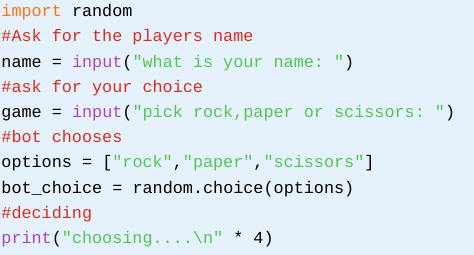 import random
#Ask for the players name
name = input("what is your name: ")
#ask for your choice
game = input("pick rock,paper or scissors: ")
#bot chooses
options = ["rock","paper","scissors"]
bot_choice = random.choice(options)
#deciding
print("choosing....\n" * 4)